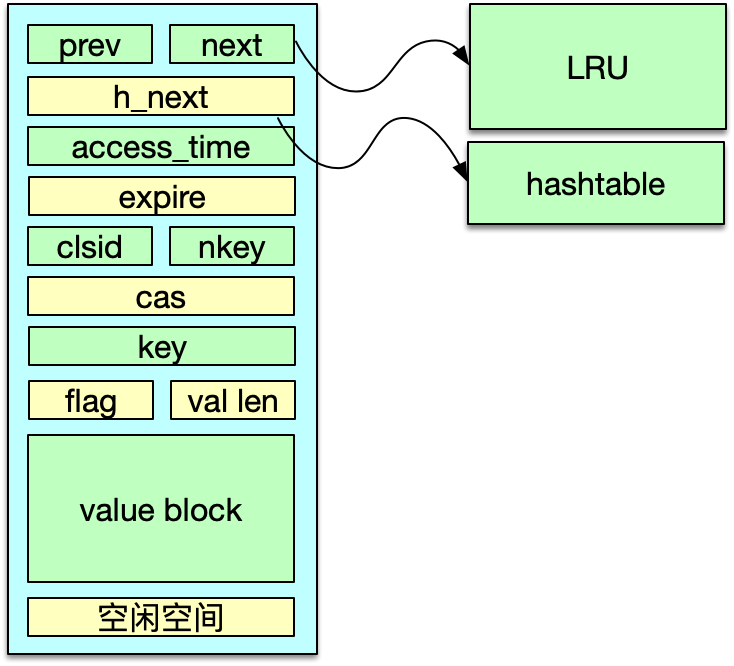 prev next
h_next
access_time
expire
clsid nkey
cas
key
flag val len
value block
空闲空间
LRU
hashtable